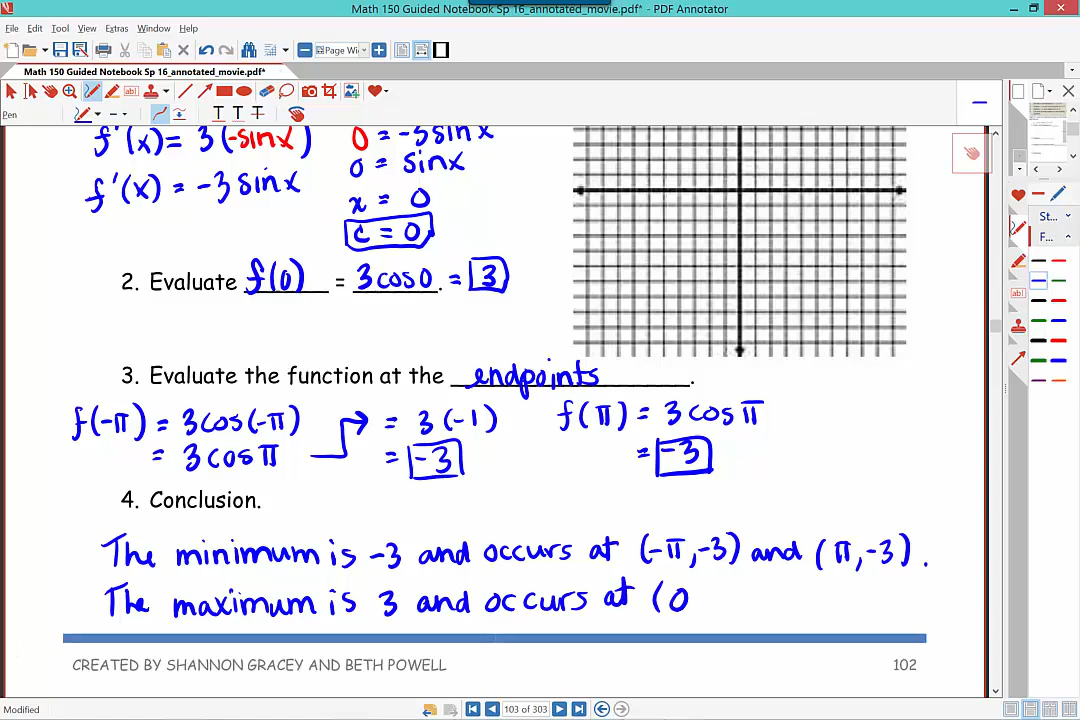 Math 150 Guided Notebook Sp 16_annotated_movie.pdf* - PDF Annotator
File Edit Tool View Extras Window Help
Page Wi
Math 150 Guided Notebook Sp 16_annotated_movie.pdf*
Pen
f'(x) = 3(-sinx) 0 = -3sinx
0 = sinx
f'(x) = -3sinx
x = 0
c = 0
2. Evaluate f(0) = 3cos0. = 3
3. Evaluate the function at the endpoints.
f(-π) = 3cos(-π) = 3(-1) f(π) = 3cosπ
= 3cosπ = -3 = -3
4. Conclusion.
The minimum is -3 and occurs at (-π,-3) and (π,-3).
The maximum is 3 and occurs at (0
CREATED BY SHANNON GRACEY AND BETH POWELL 102
St...
F...
Modified 103 of 303